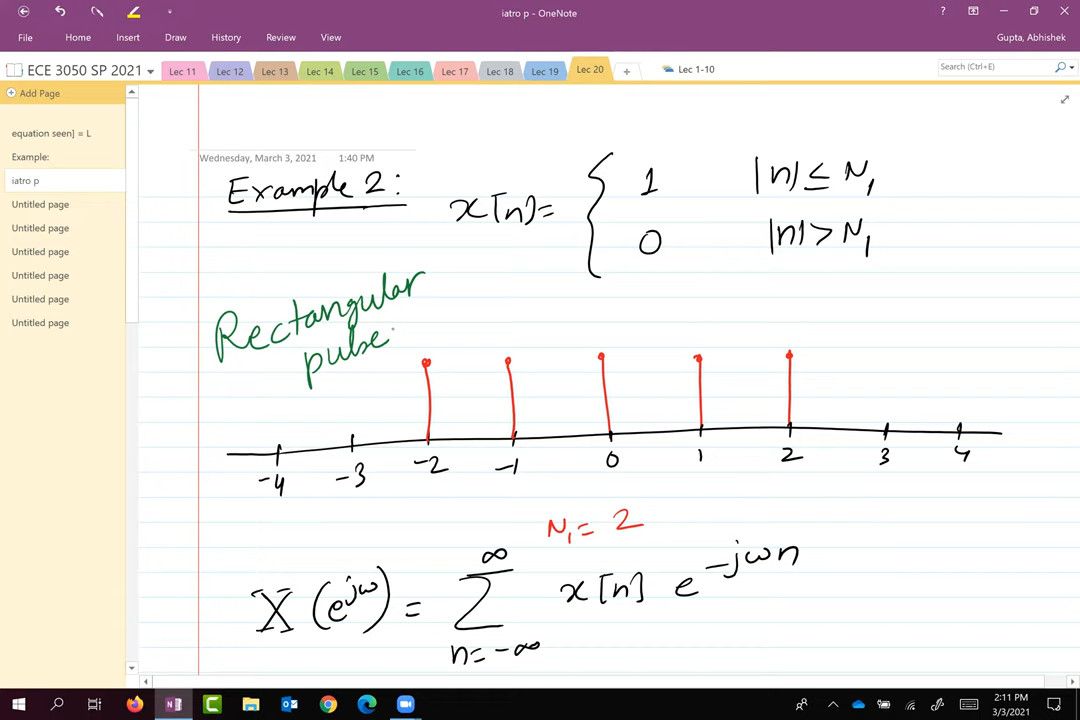 iatro p - OneNote
?
File Home Insert Draw History Review View
Gupta, Abhishek
ECE 3050 SP 2021
Lec 11 Lec 12 Lec 13 Lec 14 Lec 15 Lec 16 Lec 17 Lec 18 Lec 19 Lec 20 + Lec 1-10
Search (Ctrl+E)
Add Page
equation seen] = L
Example:
iatro p
Untitled page
Untitled page
Untitled page
Untitled page
Untitled page
Untitled page
Wednesday, March 3, 2021 1:40 PM
Example 2:
x[n] = { 1 |n| ≤ N₁
0 |n| > N₁
Rectangular
pulse
-4 -3 -2 -1 0 1 2 3 4
N₁ = 2
X(e^{jω}) = ∑_{n=-∞}^{∞} x[n] e^{-jωn}
2:11 PM
3/3/2021